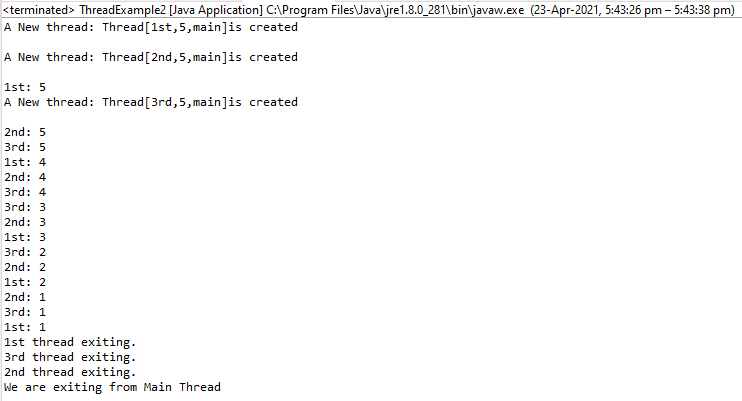 <terminated> ThreadExample2 [Java Application] C:\Program Files\Java\jre1.8.0_281\bin\javaw.exe  (23-Apr-2021, 5:43:26 pm – 5:43:38 pm)
A New thread: Thread[1st,5,main]is created
A New thread: Thread[2nd,5,main]is created
1st: 5
A New thread: Thread[3rd,5,main]is created
2nd: 5
3rd: 5
1st: 4
2nd: 4
3rd: 4
3rd: 3
2nd: 3
1st: 3
3rd: 2
2nd: 2
1st: 2
2nd: 1
3rd: 1
1st: 1
1st thread exiting.
3rd thread exiting.
2nd thread exiting.
We are exiting from Main Thread